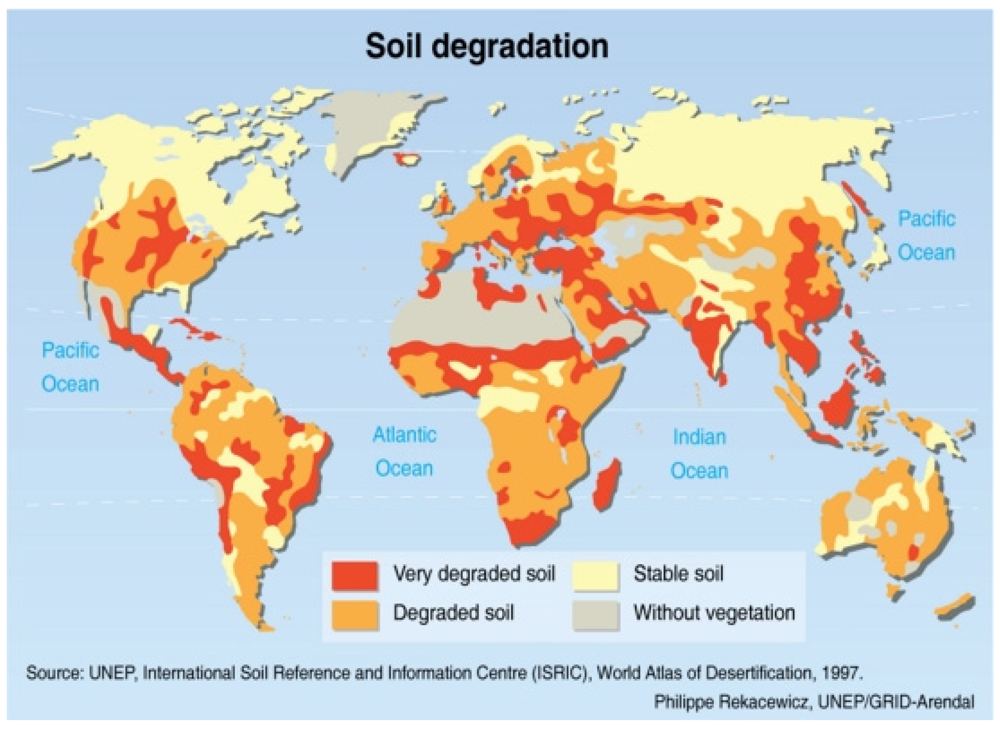 Soil degradation
Pacific
Ocean
Pacific
Ocean
Atlantic
Ocean
Indian
Ocean
Very degraded soil
Stable soil
Degraded soil
Without vegetation
Source: UNEP, International Soil Reference and Information Centre (ISRIC), World Atlas of Desertification, 1997.
Philippe Rekacewicz, UNEP/GRID-Arendal